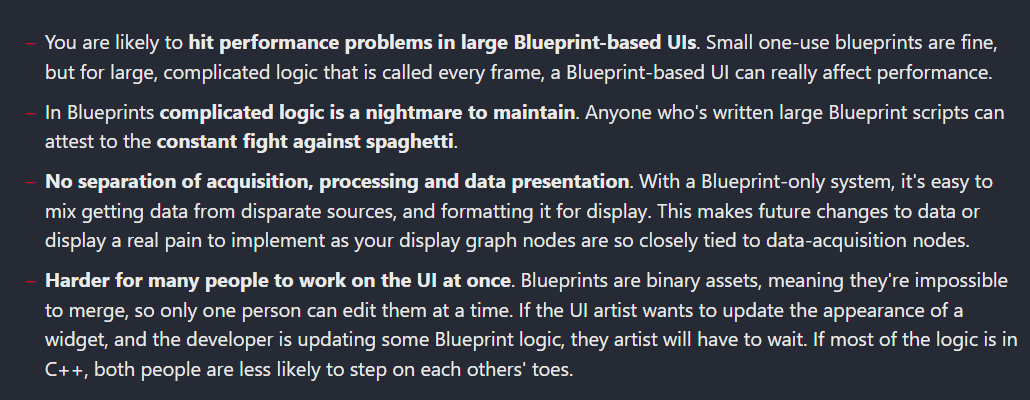 – You are likely to hit performance problems in large Blueprint-based UIs. Small one-use blueprints are fine,
but for large, complicated logic that is called every frame, a Blueprint-based UI can really affect performance.
– In Blueprints complicated logic is a nightmare to maintain. Anyone who's written large Blueprint scripts can
attest to the constant fight against spaghetti.
– No separation of acquisition, processing and data presentation. With a Blueprint-only system, it's easy to
mix getting data from disparate sources, and formatting it for display. This makes future changes to data or
display a real pain to implement as your display graph nodes are so closely tied to data-acquisition nodes.
– Harder for many people to work on the UI at once. Blueprints are binary assets, meaning they're impossible
to merge, so only one person can edit them at a time. If the UI artist wants to update the appearance of a
widget, and the developer is updating some Blueprint logic, they artist will have to wait. If most of the logic is in
C++, both people are less likely to step on each others' toes.